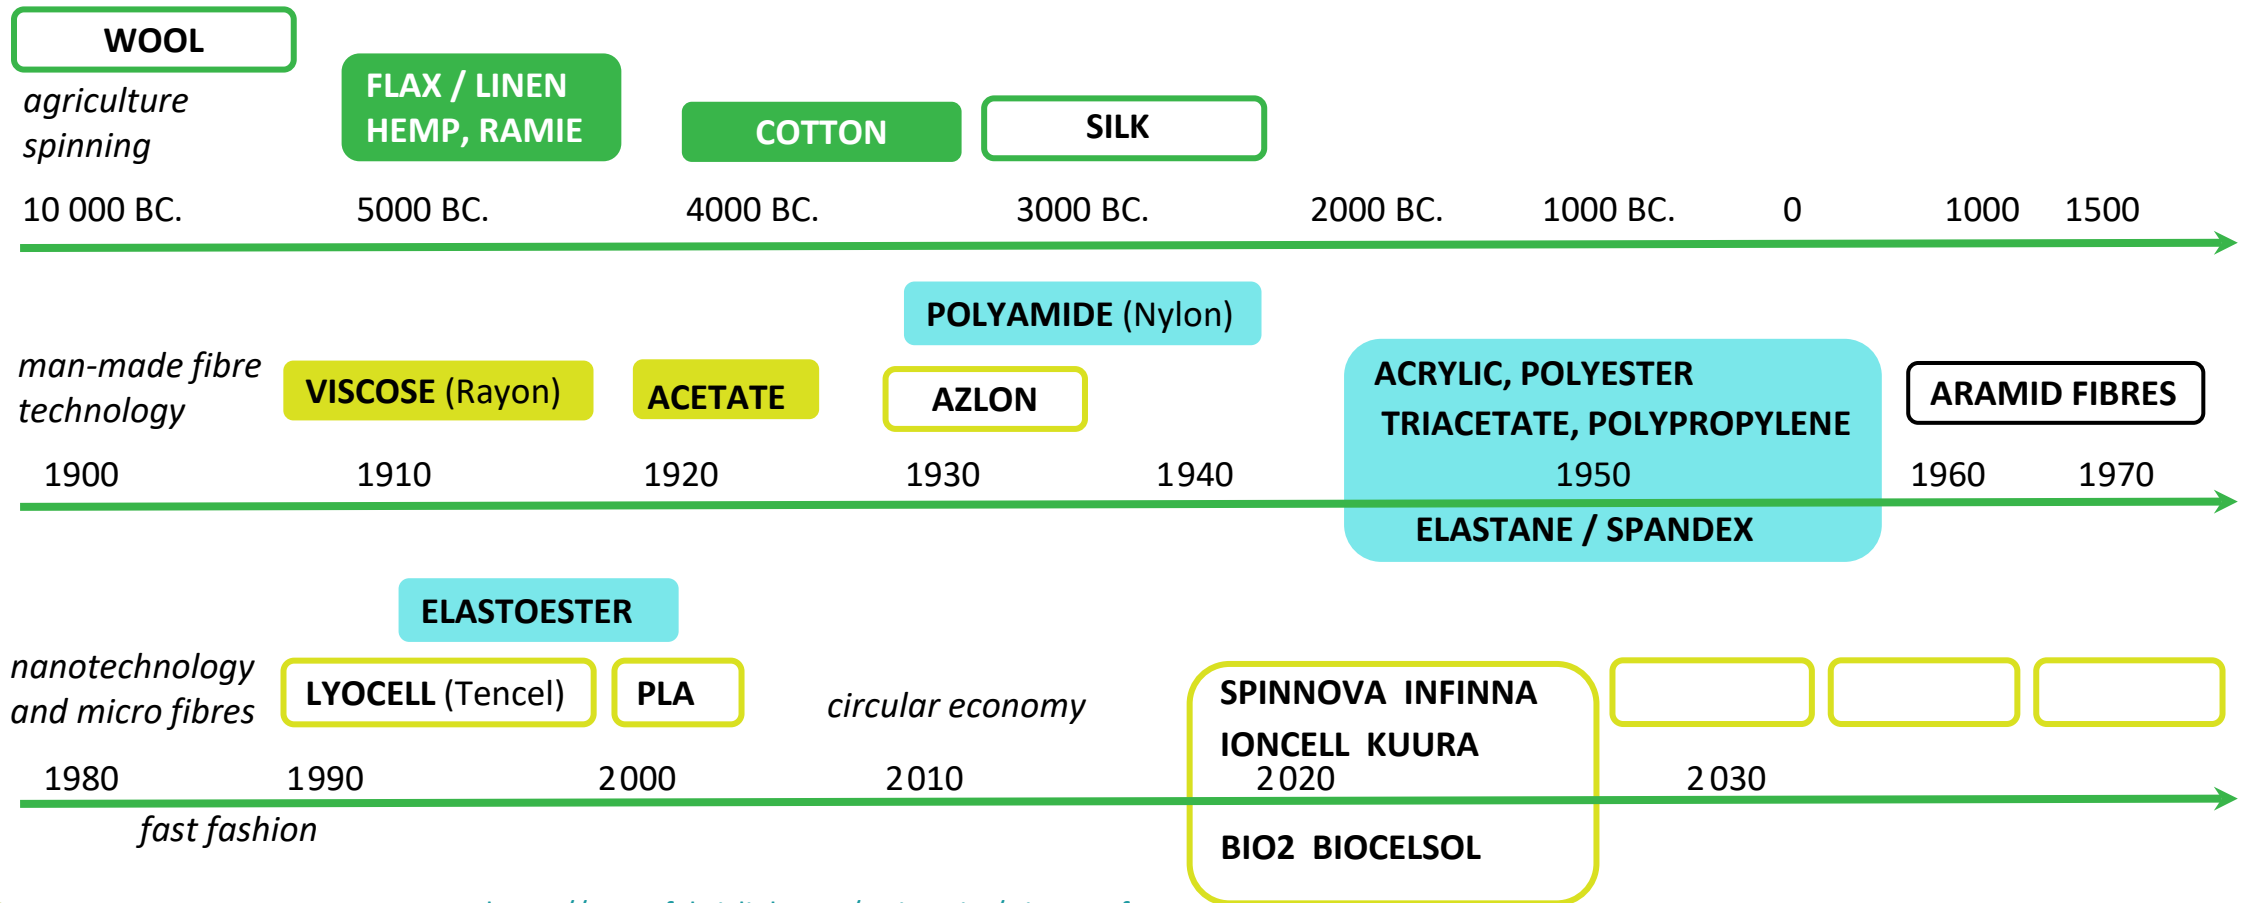 WOOL
agriculture
spinning
FLAX / LINEN
HEMP, RAMIE
COTTON
SILK
10 000 BC. 5000 BC. 4000 BC. 3000 BC. 2000 BC. 1000 BC. 0 1000 1500
POLYAMIDE (Nylon)
man-made fibre
technology
VISCOSE (Rayon)
ACETATE
AZLON
ACRYLIC, POLYESTER
TRIACETATE, POLYPROPYLENE
ARAMID FIBRES
1900 1910 1920 1930 1940 1950 1960 1970
ELASTANE / SPANDEX
ELASTOESTER
nanotechnology
and micro fibres
LYOCELL (Tencel)
PLA
circular economy
SPINNOVA INFINNA
IONCELL KUURA
1980 1990 2000 2010 2020 2030
fast fashion
BIO2 BIOCELSOL